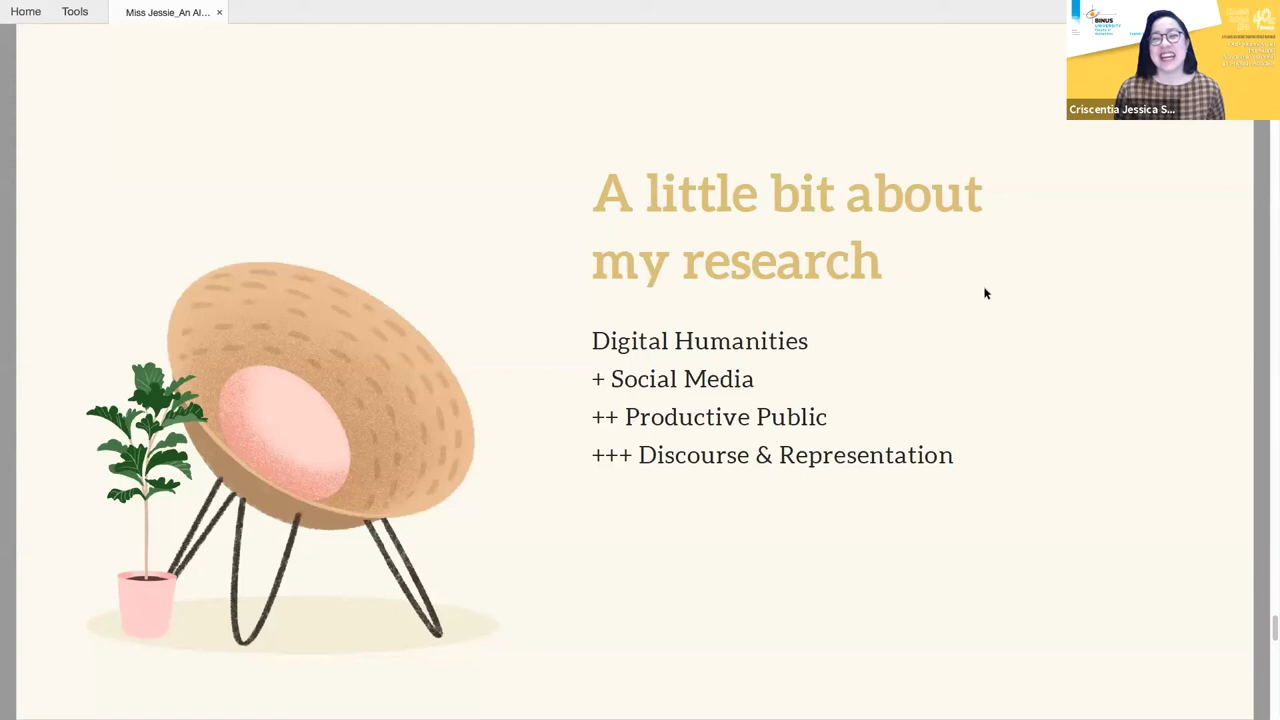 Home
Tools
Miss Jessie_An Al...
×
BINUS
UNIVERSITY
Criscentia Jessica S...
A little bit about
my research
Digital Humanities
+ Social Media
++ Productive Public
+++ Discourse & Representation